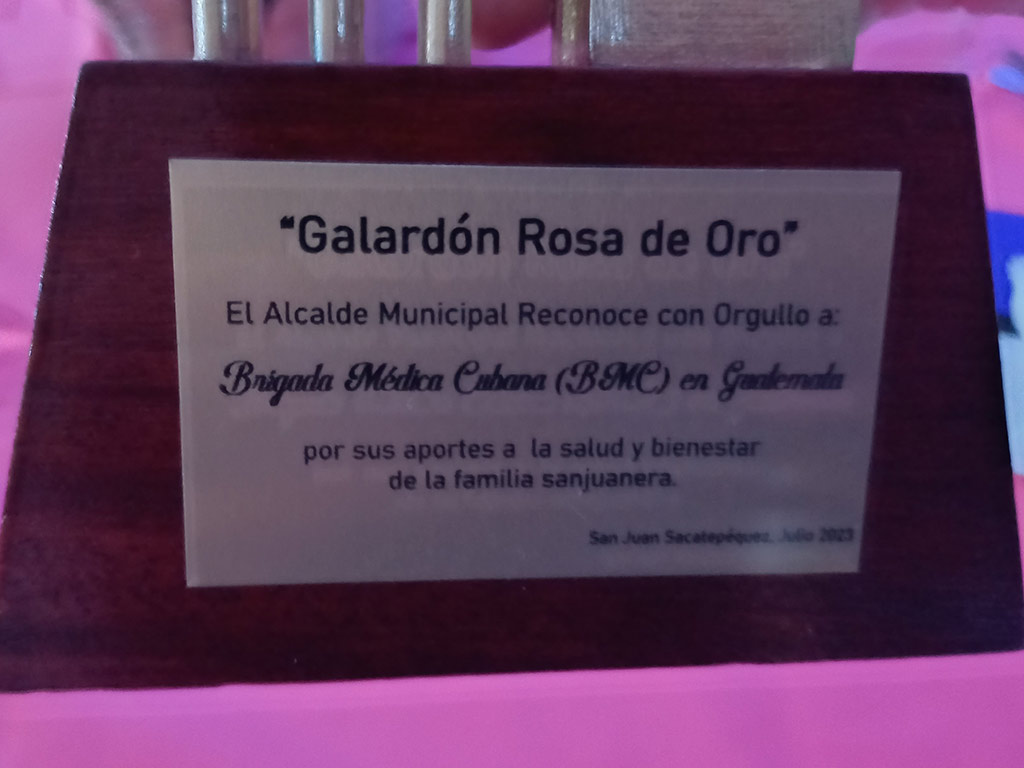 “Galardón Rosa de Oro”
El Alcalde Municipal Reconoce con Orgullo a:
Brigada Médica Cubana (BMC) en Guatemala
por sus aportes a la salud y bienestar
de la familia sanjuanera.
San Juan Sacatepéquez, Julio 2023